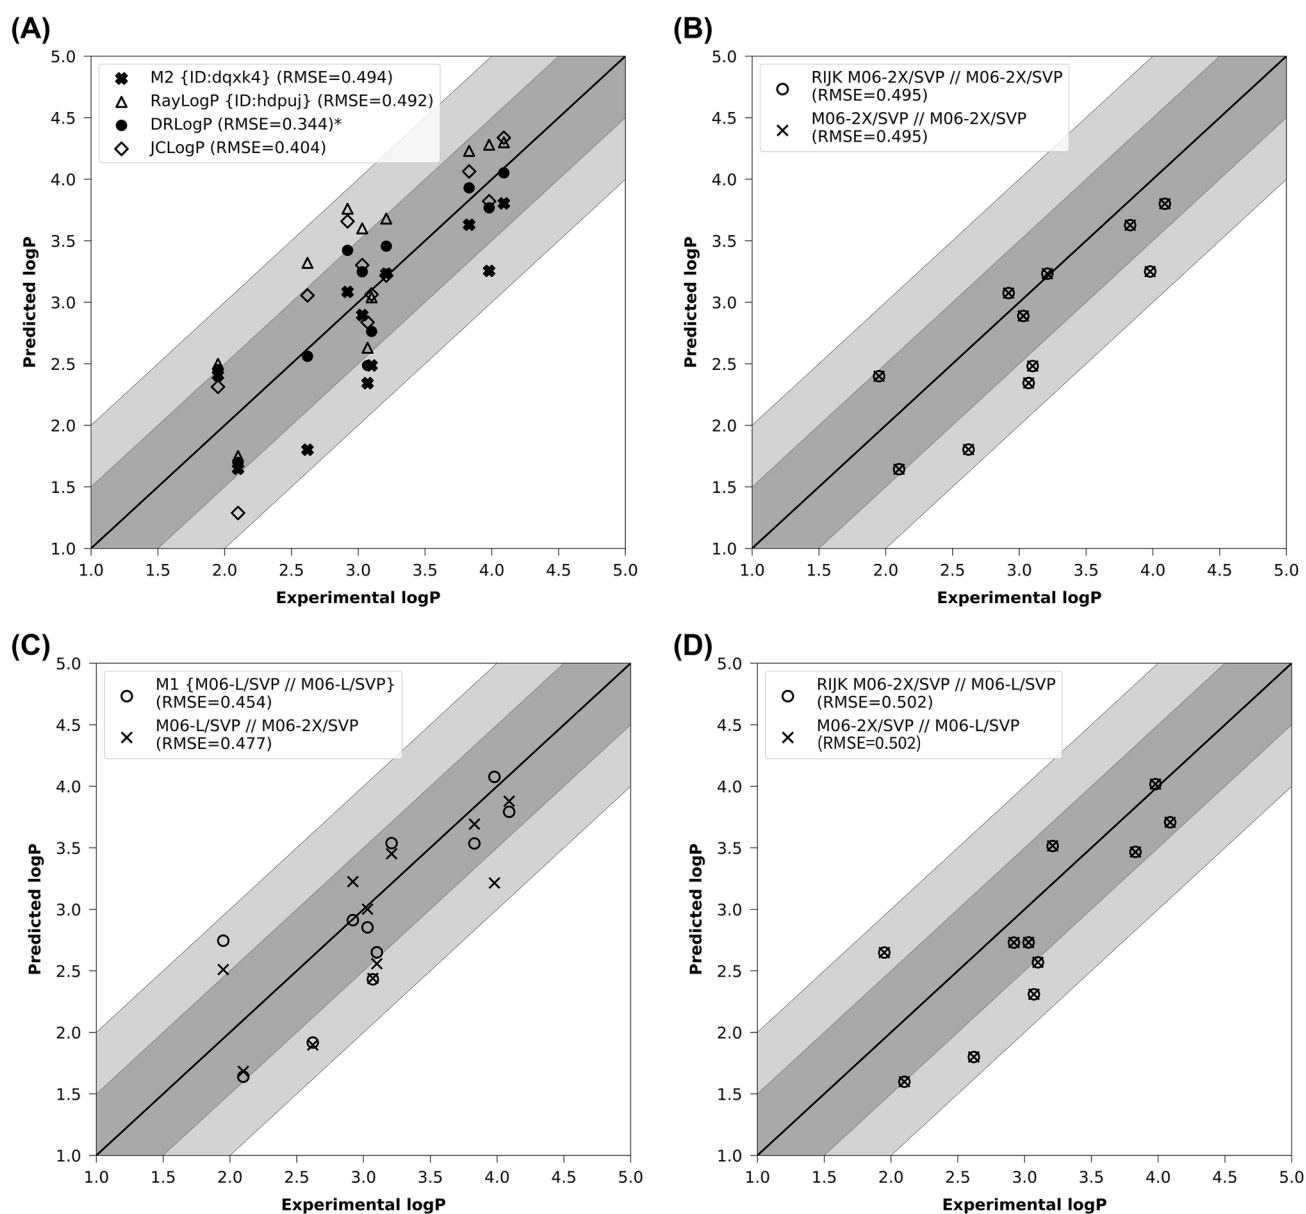 (A)
M2 {ID:dqxk4} (RMSE=0.494)
RayLogP {ID:hdpuj} (RMSE=0.492)
DRLogP (RMSE=0.344)*
JCLogP (RMSE=0.404)
5.0
4.5
4.0
3.5
3.0
2.5
2.0
1.5
1.0
Predicted logP
1.0 1.5 2.0 2.5 3.0 3.5 4.0 4.5 5.0
Experimental logP
(B)
RIJK M06-2X/SVP // M06-2X/SVP
(RMSE=0.495)
M06-2X/SVP // M06-2X/SVP
(RMSE=0.495)
5.0
4.5
4.0
3.5
3.0
2.5
2.0
1.5
1.0
Predicted logP
1.0 1.5 2.0 2.5 3.0 3.5 4.0 4.5 5.0
Experimental logP
(C)
M1 {M06-L/SVP // M06-L/SVP}
(RMSE=0.454)
M06-L/SVP // M06-2X/SVP
(RMSE=0.477)
5.0
4.5
4.0
3.5
3.0
2.5
2.0
1.5
1.0
Predicted logP
1.0 1.5 2.0 2.5 3.0 3.5 4.0 4.5 5.0
Experimental logP
(D)
RIJK M06-2X/SVP // M06-L/SVP
(RMSE=0.502)
M06-2X/SVP // M06-L/SVP
(RMSE=0.502)
5.0
4.5
4.0
3.5
3.0
2.5
2.0
1.5
1.0
Predicted logP
1.0 1.5 2.0 2.5 3.0 3.5 4.0 4.5 5.0
Experimental logP